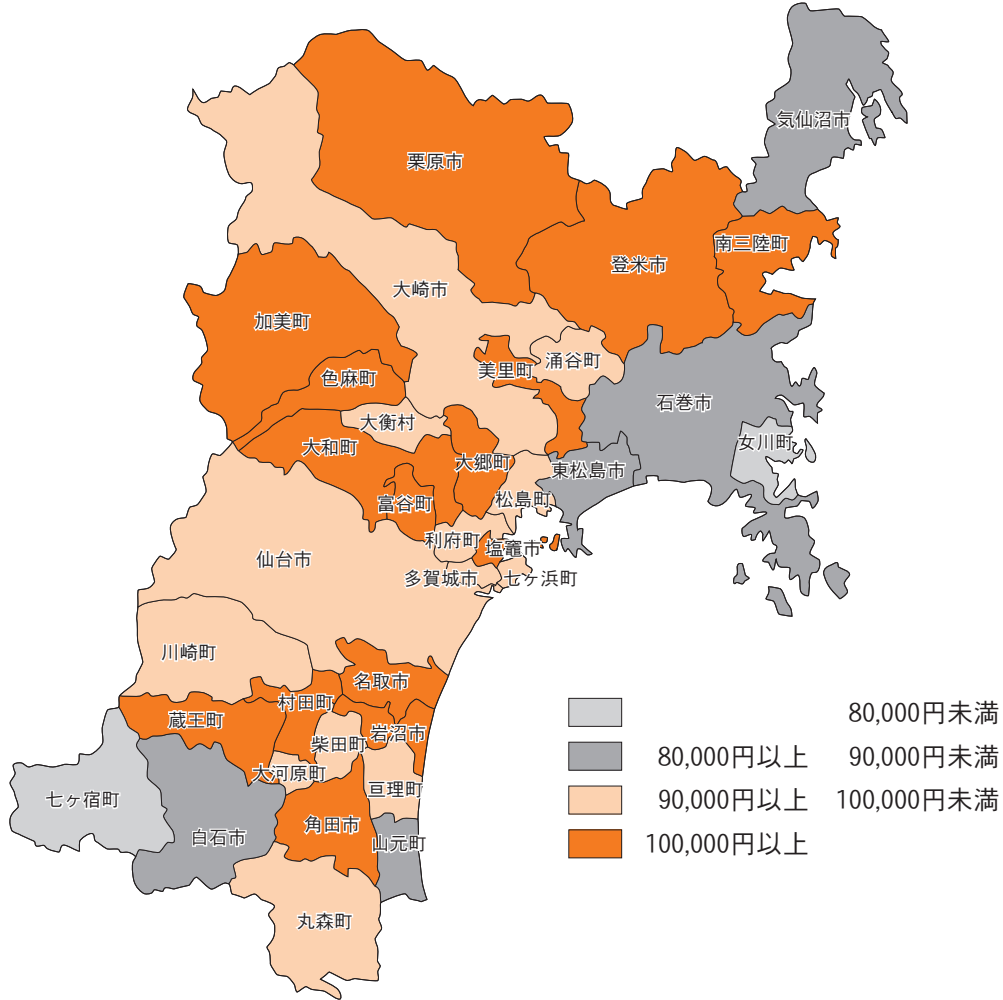 気仙沼市
栗原市
南三陸町
登米市
大崎市
加美町
涌谷町
美里町
色麻町
石巻市
大衡村
女川町
大和町
大郷町
東松島市
松島町
富谷町
利府町
塩竈市
仙台市
多賀城市
七ヶ浜町
川崎町
名取市
村田町
蔵王町
岩沼市
柴田町
大河原町
亘理町
七ヶ宿町
角田市
白石市
山元町
丸森町
80,000円未満
80,000円以上 90,000円未満
90,000円以上 100,000円未満
100,000円以上